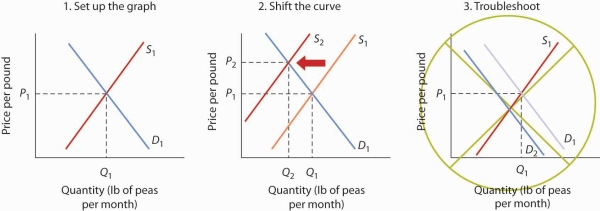 1. Set up the graph
Price per pound
S1
P1
D1
Q1
Quantity (lb of peas
per month)
2. Shift the curve
Price per pound
S2
S1
P2
P1
D1
Q2 Q1
Quantity (lb of peas
per month)
3. Troubleshoot
Price per pound
S1
P1
D1
D2
Q1
Quantity (lb of peas
per month)